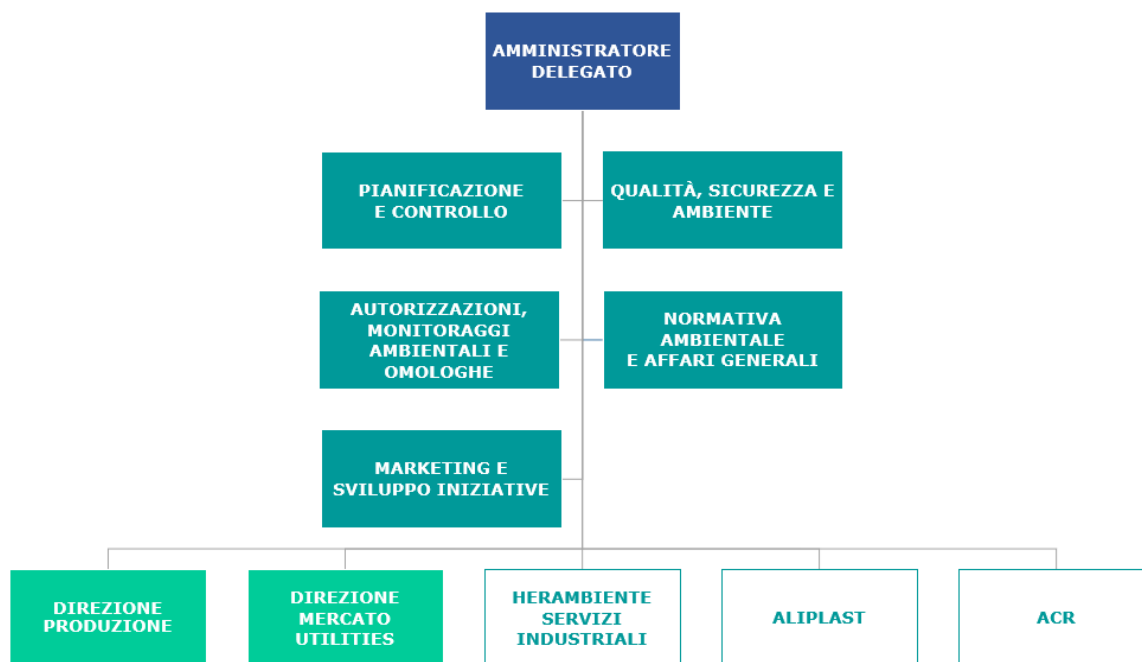 AMMINISTRATORE
DELEGATO
PIANIFICAZIONE
E CONTROLLO
QUALITÀ, SICUREZZA E
AMBIENTE
AUTORIZZAZIONI,
MONITORAGGI
AMBIENTALI E
OMOLOGHE
NORMATIVA
AMBIENTALE
E AFFARI GENERALI
MARKETING E
SVILUPPO INIZIATIVE
DIREZIONE
PRODUZIONE
DIREZIONE
MERCATO
UTILITIES
HERAMBIENTE
SERVIZI
INDUSTRIALI
ALIPLAST
ACR